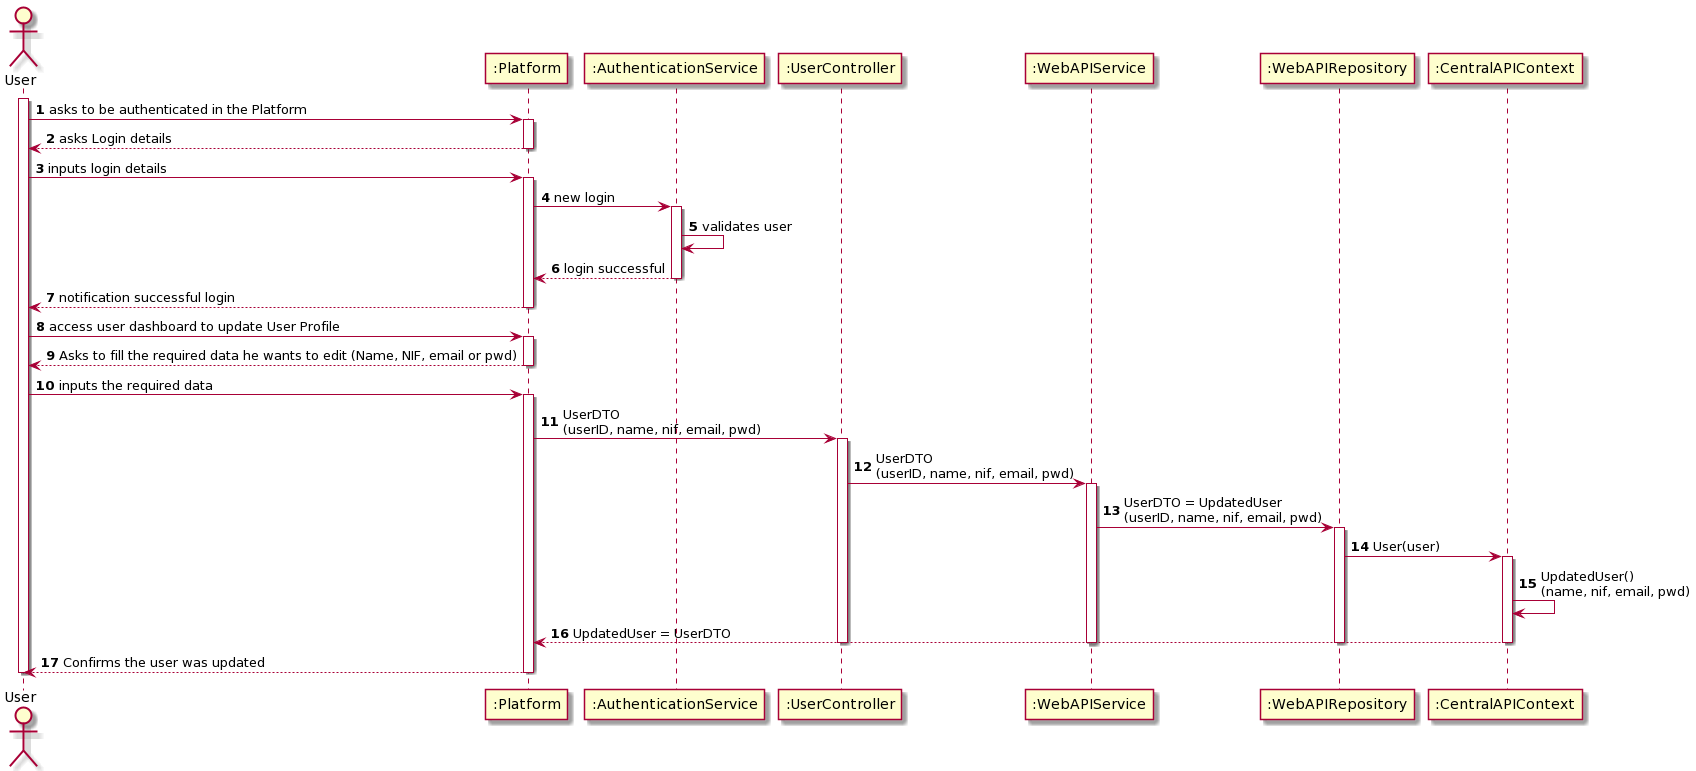 User
:Platform
:AuthenticationService
:UserController
:WebAPIService
:WebAPIRepository
:CentralAPIContext
1 asks to be authenticated in the Platform
2 asks Login details
3 inputs login details
4 new login
5 validates user
6 login successful
7 notification successful login
8 access user dashboard to update User Profile
9 Asks to fill the required data he wants to edit (Name, NIF, email or pwd)
10 inputs the required data
11 UserDTO
(userID, name, nif, email, pwd)
12 UserDTO
(userID, name, nif, email, pwd)
13 UserDTO = UpdatedUser
(userID, name, nif, email, pwd)
14 User(user)
15 UpdatedUser()
(name, nif, email, pwd)
16 UpdatedUser = UserDTO
17 Confirms the user was updated
User
:Platform
:AuthenticationService
:UserController
:WebAPIService
:WebAPIRepository
:CentralAPIContext